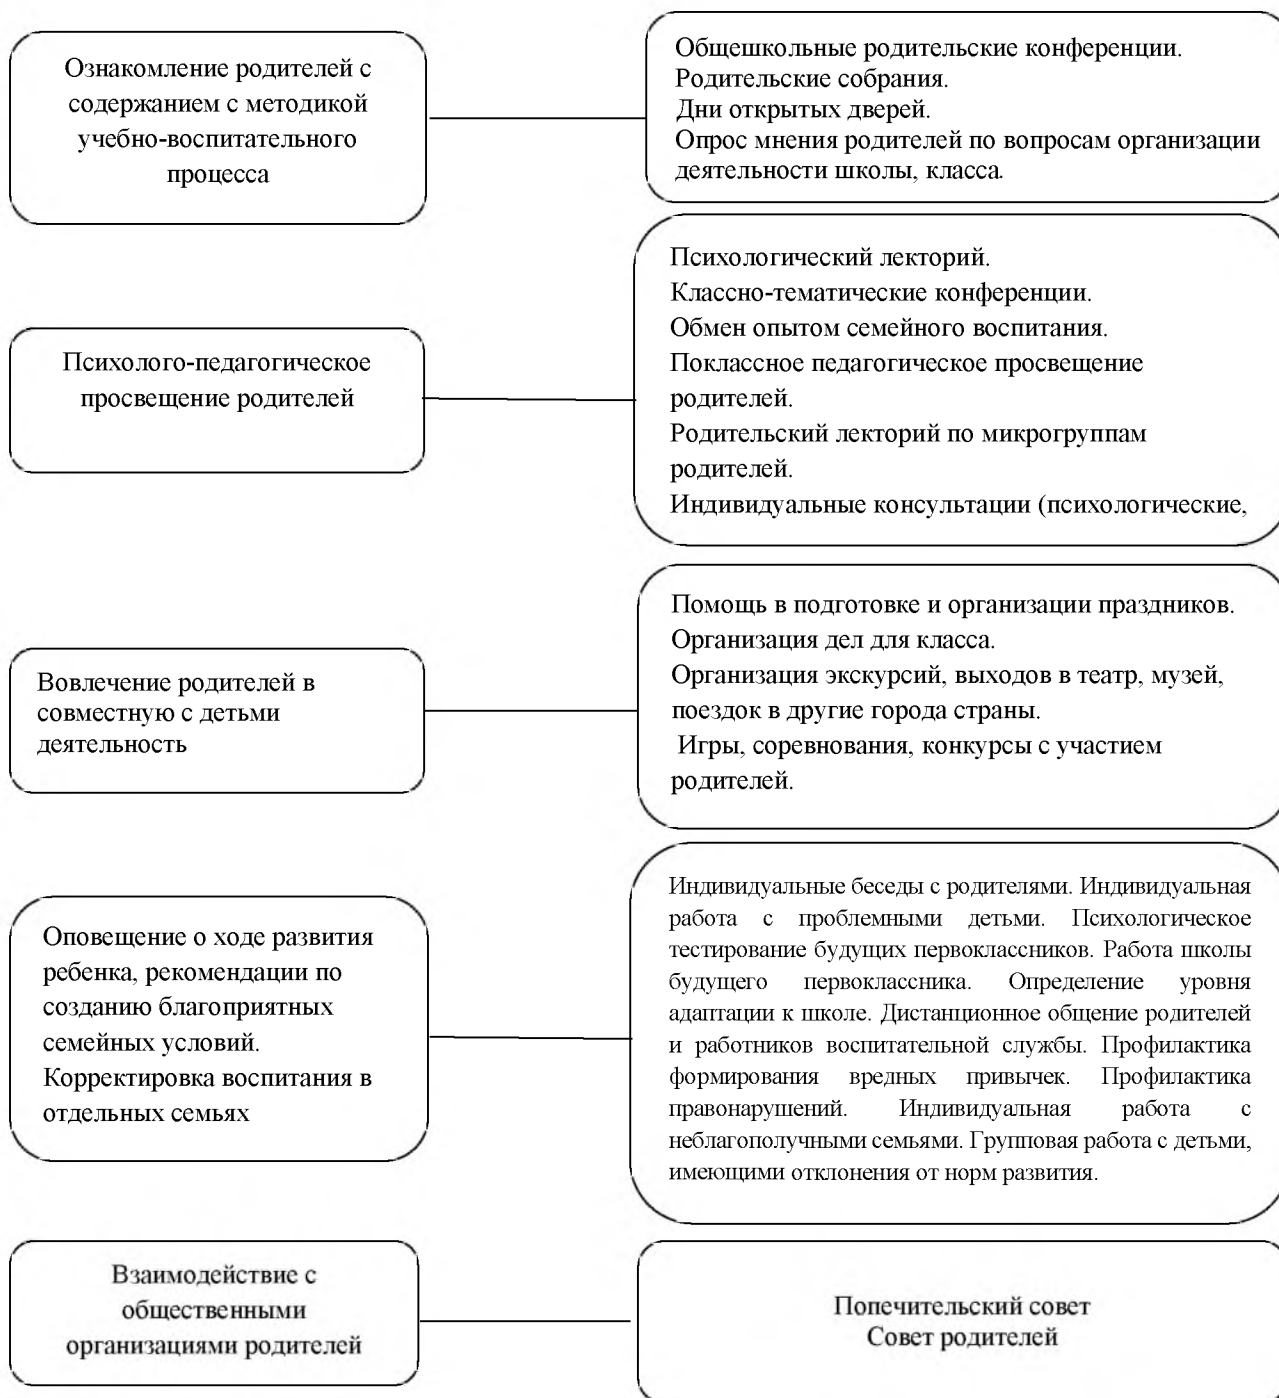 Ознакомление родителей с
содержанием с методикой
учебно-воспитательного
процесса
Общешкольные родительские конференции.
Родительские собрания.
Дни открытых дверей.
Опрос мнения родителей по вопросам организации
деятельности школы, класса.
Психолого-педагогическое
просвещение родителей
Психологический лекторий.
Классно-тематические конференции.
Обмен опытом семейного воспитания.
Поклассное педагогическое просвещение
родителей.
Родительский лекторий по микрогруппам
родителей.
Индивидуальные консультации (психологические,
Вовлечение родителей в
совместную с детьми
деятельность
Помощь в подготовке и организации праздников.
Организация дел для класса.
Организация экскурсий, выходов в театр, музей,
поездок в другие города страны.
Игры, соревнования, конкурсы с участием
родителей.
Оповещение о ходе развития
ребенка, рекомендации по
созданию благоприятных
семейных условий.
Корректировка воспитания в
отдельных семьях
Индивидуальные беседы с родителями. Индивидуальная
работа с проблемными детьми. Психологическое
тестирование будущих первоклассников. Работа школы
будущего первоклассника. Определение уровня
адаптации к школе. Дистанционное общение родителей
и работников воспитательной службы. Профилактика
формирования вредных привычек. Профилактика
правонарушений. Индивидуальная работа с
неблагополучными семьями. Групповая работа с детьми,
имеющими отклонения от норм развития.
Взаимодействие с
общественными
организациями родителей
Попечительский совет
Совет родителей